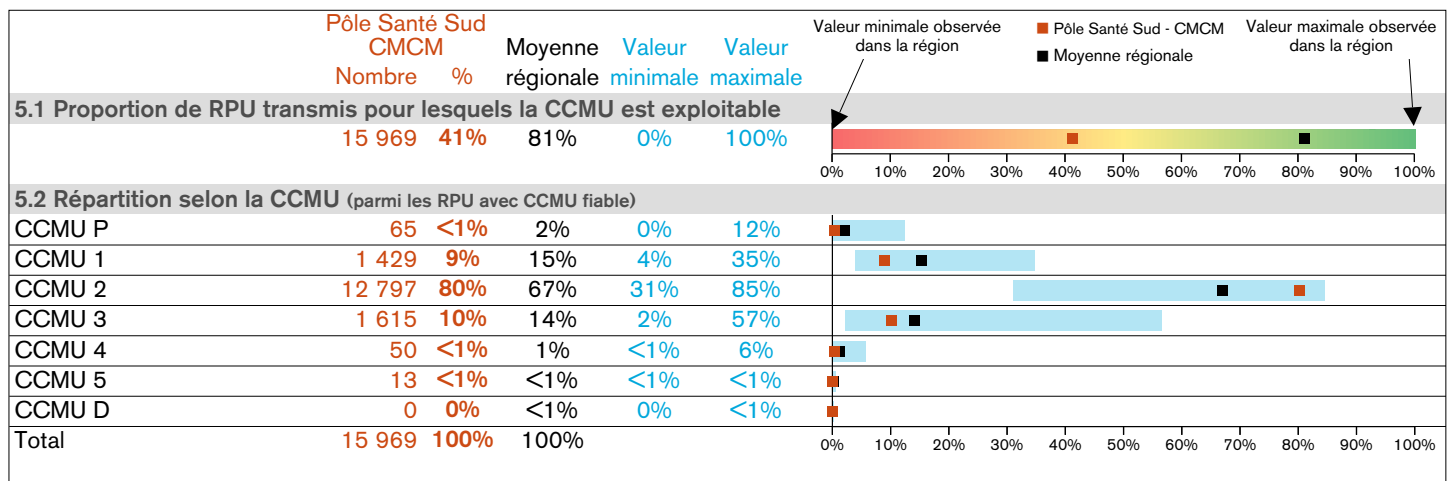 Pôle Santé Sud
CMCM
Nombre %
Moyenne régionale
Valeur minimale
Valeur maximale
Valeur minimale observée
dans la région
Pôle Santé Sud - CMCM
Moyenne régionale
Valeur maximale observée
dans la région
5.1 Proportion de RPU transmis pour lesquels la CCMU est exploitable
15 969 41% 81% 0% 100%
0% 10% 20% 30% 40% 50% 60% 70% 80% 90% 100%
5.2 Répartition selon la CCMU (parmi les RPU avec CCMU fiable)
CCMU P 65 <1% 2% 0% 12%
CCMU 1 1 429 9% 15% 4% 35%
CCMU 2 12 797 80% 67% 31% 85%
CCMU 3 1 615 10% 14% 2% 57%
CCMU 4 50 <1% 1% <1% 6%
CCMU 5 13 <1% <1% <1% <1%
CCMU D 0 0% <1% 0% <1%
Total 15 969 100% 100%
0% 10% 20% 30% 40% 50% 60% 70% 80% 90% 100%